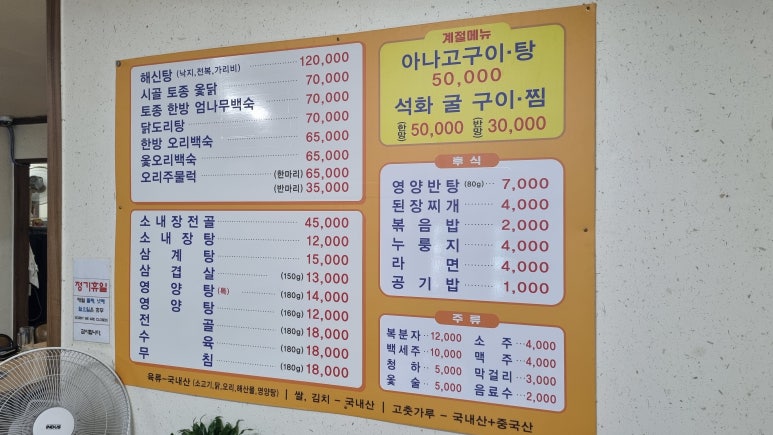 해신탕 (낙지,전복,가리비) 120,000
시골 토종 옻닭 70,000
토종 한방 엄나무백숙 70,000
닭도리탕 70,000
한방 오리백숙 65,000
옻오리백숙 65,000
오리주물럭 (한마리) 65,000
(반마리) 35,000
소내장전골 45,000
소내장탕 12,000
삼계탕 15,000
삼겹살 (150g) 13,000
영양탕(특) (180g) 14,000
영양탕 (160g) 12,000
전골 (180g) 18,000
수육 (180g) 18,000
무침 (180g) 18,000
계절메뉴
아나고구이·탕
50,000
석화 굴 구이·찜
(한망) 50,000 (반망) 30,000
후식
영양반탕 (80g) 7,000
된장찌개 4,000
볶음밥 2,000
누룽지 4,000
라면 4,000
공기밥 1,000
주류
복분자 12,000 소주 4,000
백세주 10,000 맥주 4,000
청하 5,000 막걸리 3,000
옻술 5,000 음료수 2,000
육류-국내산 (소고기,닭,오리,해산물,영양탕) | 쌀, 김치 - 국내산 | 고춧가루 - 국내산+중국산
정기휴일